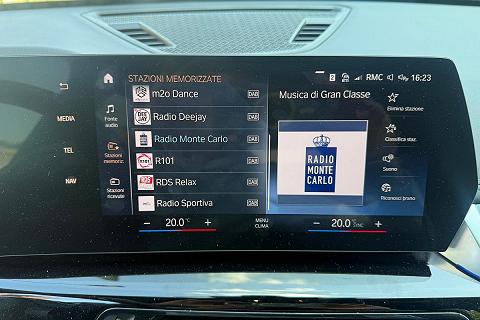 STAZIONI MEMORIZZATE
RMC 16:23
MEDIA
TEL
NAV
Fonte
audio
Stazioni
memoriz.
Stazioni
ricevute
m2o Dance DAB
Radio Deejay DAB
Radio Monte Carlo DAB
R101 DAB
RDS Relax DAB
Radio Sportiva DAB
Musica di Gran Classe
RADIO
MONTE
CARLO
Elimina stazione
Classifica staz.
Suono
Riconosci brano
− 20.0°C +
MENU
CLIMA
− 20.0°C SYNC +